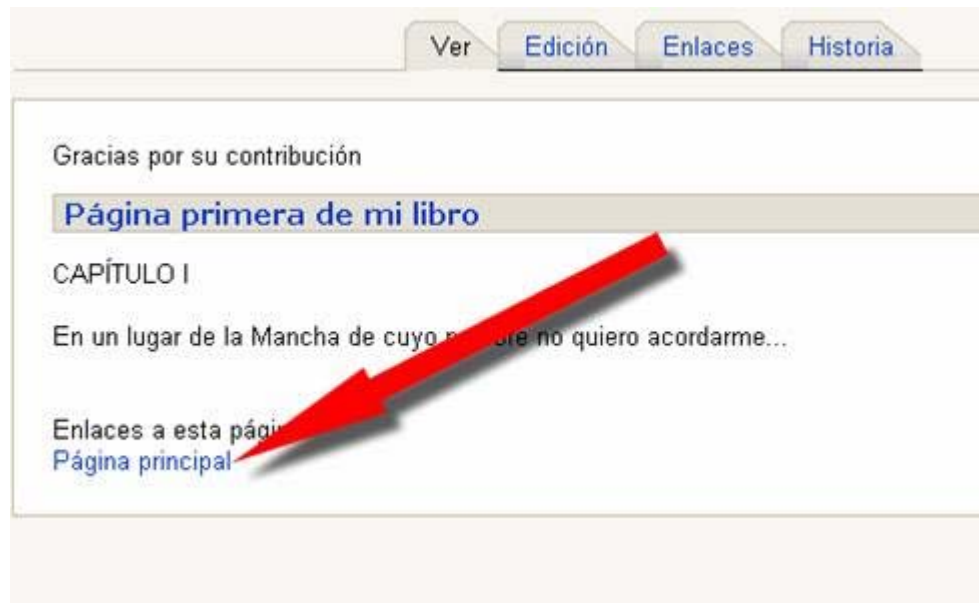 Ver Edición Enlaces Historia
Gracias por su contribución
Página primera de mi libro
CAPÍTULO I
En un lugar de la Mancha de cuyo no quiero acordarme...
Enlaces a esta
Página principal